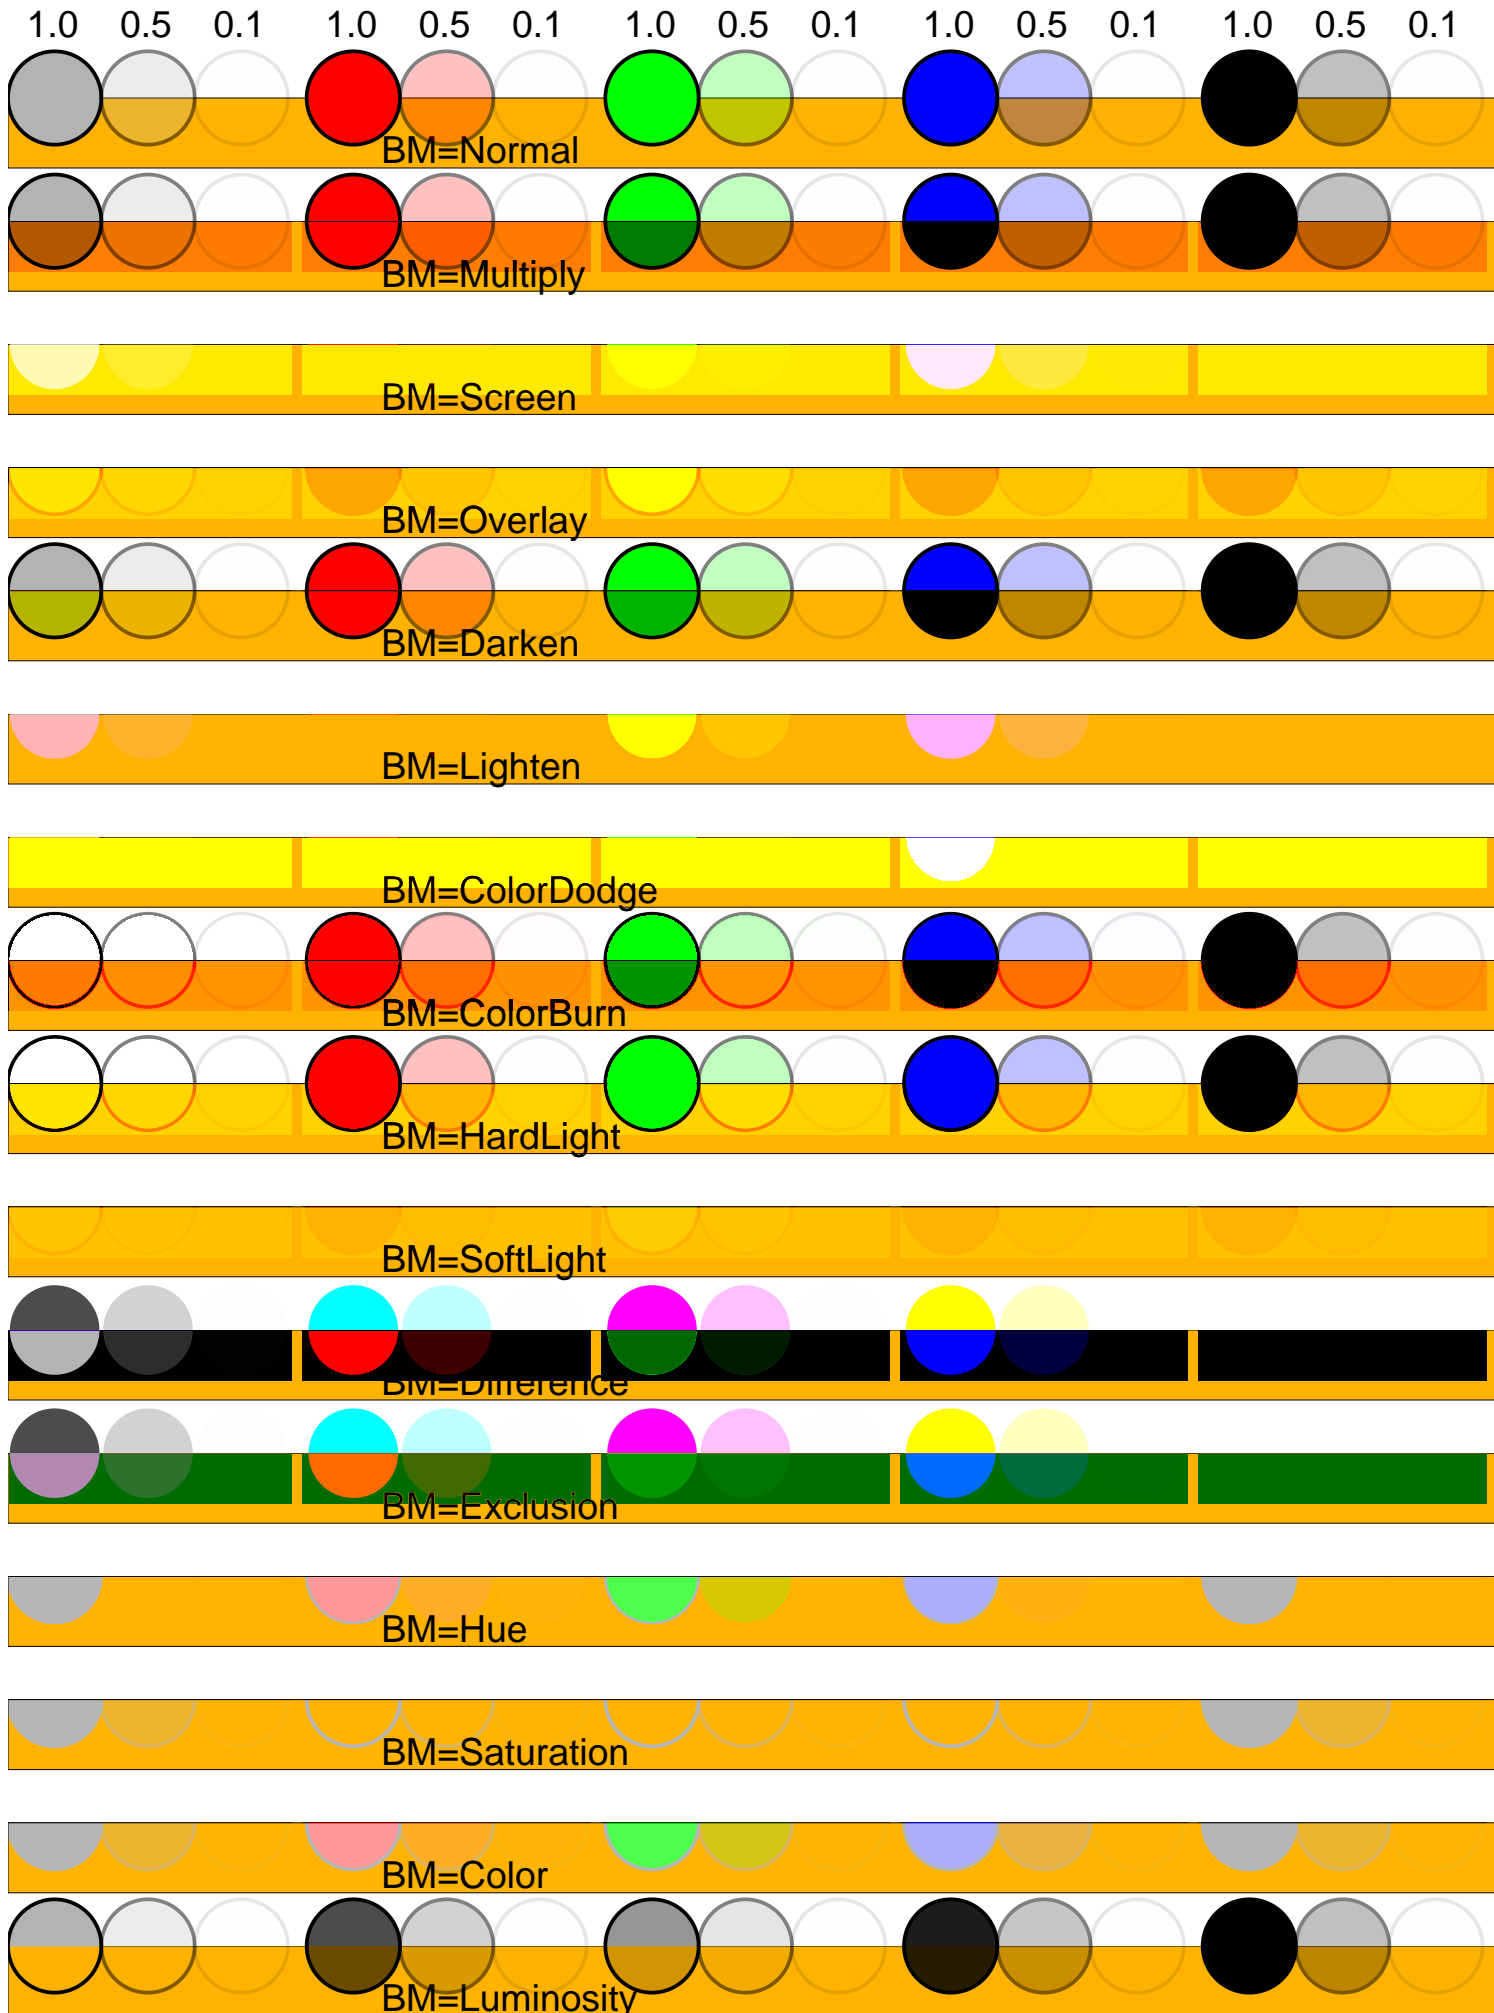 1.0 0.5 0.1 1.0 0.5 0.1 1.0 0.5 0.1 1.0 0.5 0.1 1.0 0.5 0.1
BM=Normal
BM=Multiply
BM=Screen
BM=Overlay
BM=Darken
BM=Lighten
BM=ColorDodge
BM=ColorBurn
BM=HardLight
BM=SoftLight
BM=Difference
BM=Exclusion
BM=Hue
BM=Saturation
BM=Color
BM=Luminosity